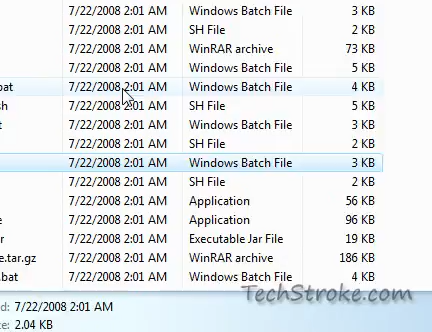 7/22/2008 2:01 AM Windows Batch File 3 KB
7/22/2008 2:01 AM SH File 2 KB
7/22/2008 2:01 AM WinRAR archive 73 KB
7/22/2008 2:01 AM Windows Batch File 5 KB
bat 7/22/2008 2:01 AM Windows Batch File 4 KB
sh 7/22/2008 2:01 AM SH File 5 KB
t 7/22/2008 2:01 AM Windows Batch File 3 KB
7/22/2008 2:01 AM SH File 2 KB
7/22/2008 2:01 AM Windows Batch File 3 KB
7/22/2008 2:01 AM SH File 2 KB
7/22/2008 2:01 AM Application 56 KB
e 7/22/2008 2:01 AM Application 96 KB
r 7/22/2008 2:01 AM Executable Jar File 19 KB
e.tar.gz 7/22/2008 2:01 AM WinRAR archive 186 KB
.bat 7/22/2008 2:01 AM Windows Batch File 4 KB
d: 7/22/2008 2:01 AM
TechStroke.com
te: 2.04 KB